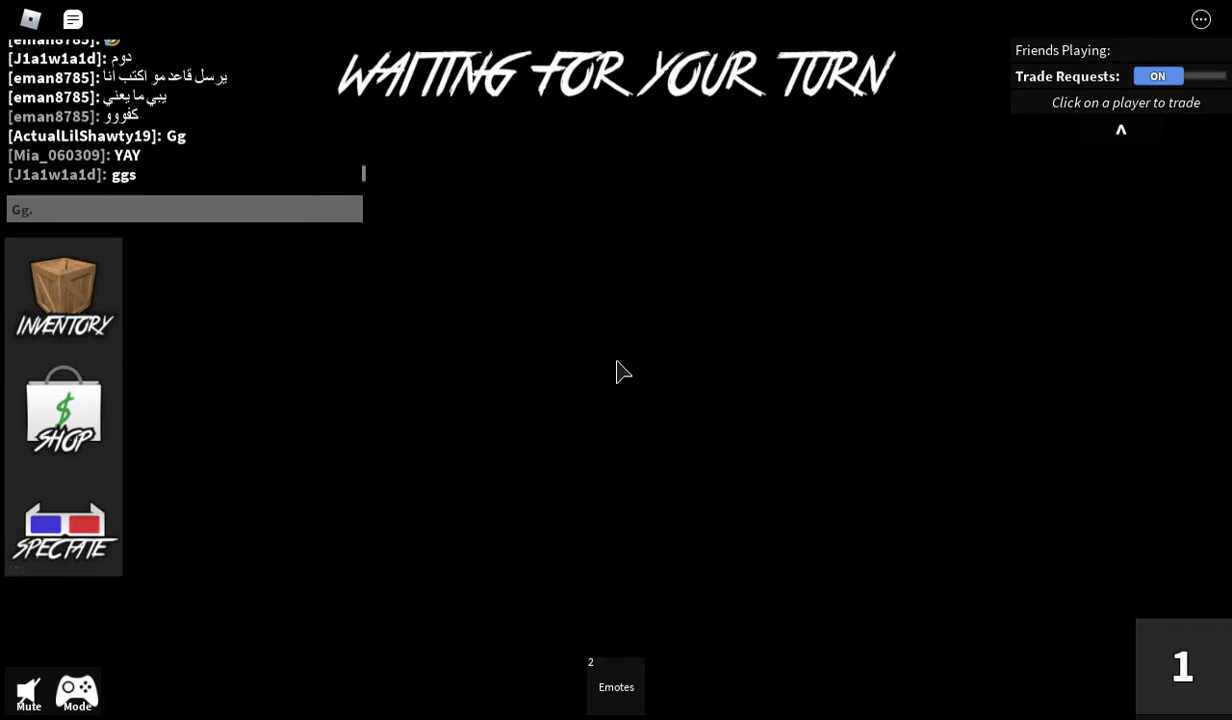 WAITING FOR YOUR TURN
[eman8785]: 🤣
[J1a1w1a1d]: دوم
[eman8785]: يرسل قاعد مو اكتب انا
[eman8785]: يبي ما يعني
[eman8785]: كفووو
[ActualLilShawty19]: Gg
[Mia_060309]: YAY
[J1a1w1a1d]: ggs
Gg.
Friends Playing:
Trade Requests: ON
Click on a player to trade
^
INVENTORY
$
SHOP
SPECTATE
Mute
Mode
2
Emotes
1